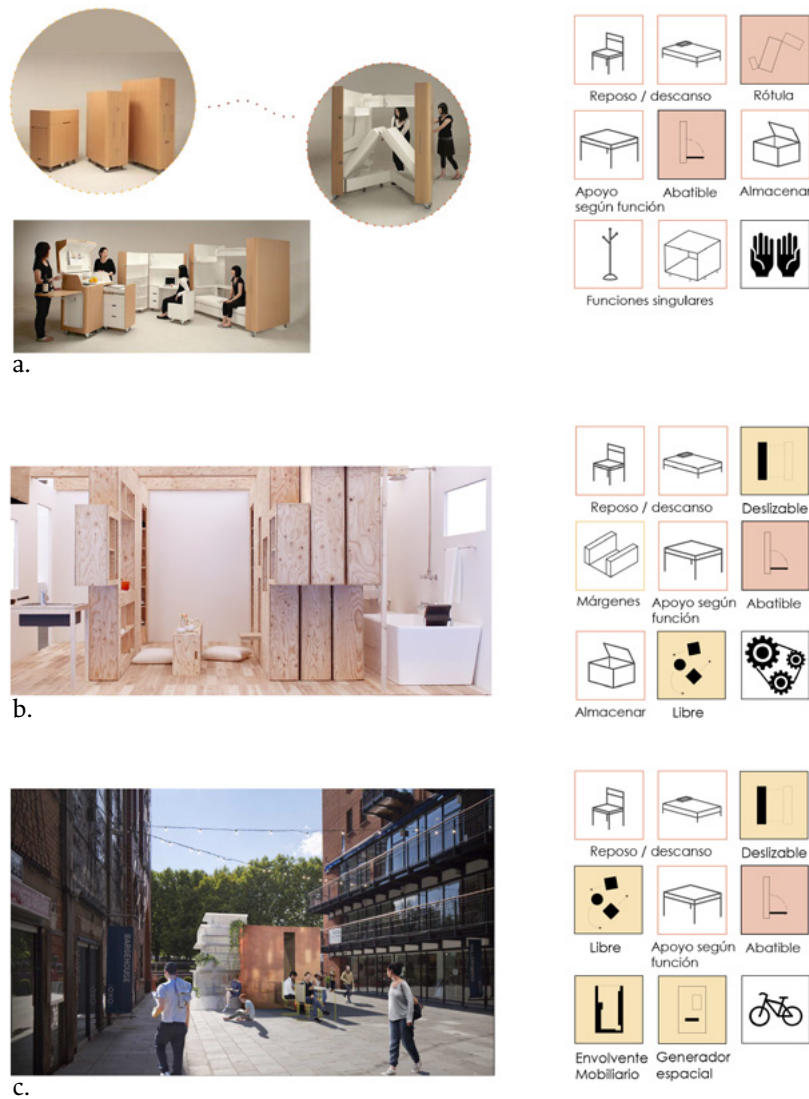 Reposo / descanso
Rótula
Apoyo
según función
Abatible
Almacenar
Funciones singulares
a.
Reposo / descanso
Deslizable
Márgenes
Apoyo según
función
Abatible
Almacenar
Libre
b.
BARGEHOUSE
Reposo / descanso
Deslizable
Libre
Apoyo según
función
Abatible
Envolvente
Mobiliario
Generador
espacial
c.